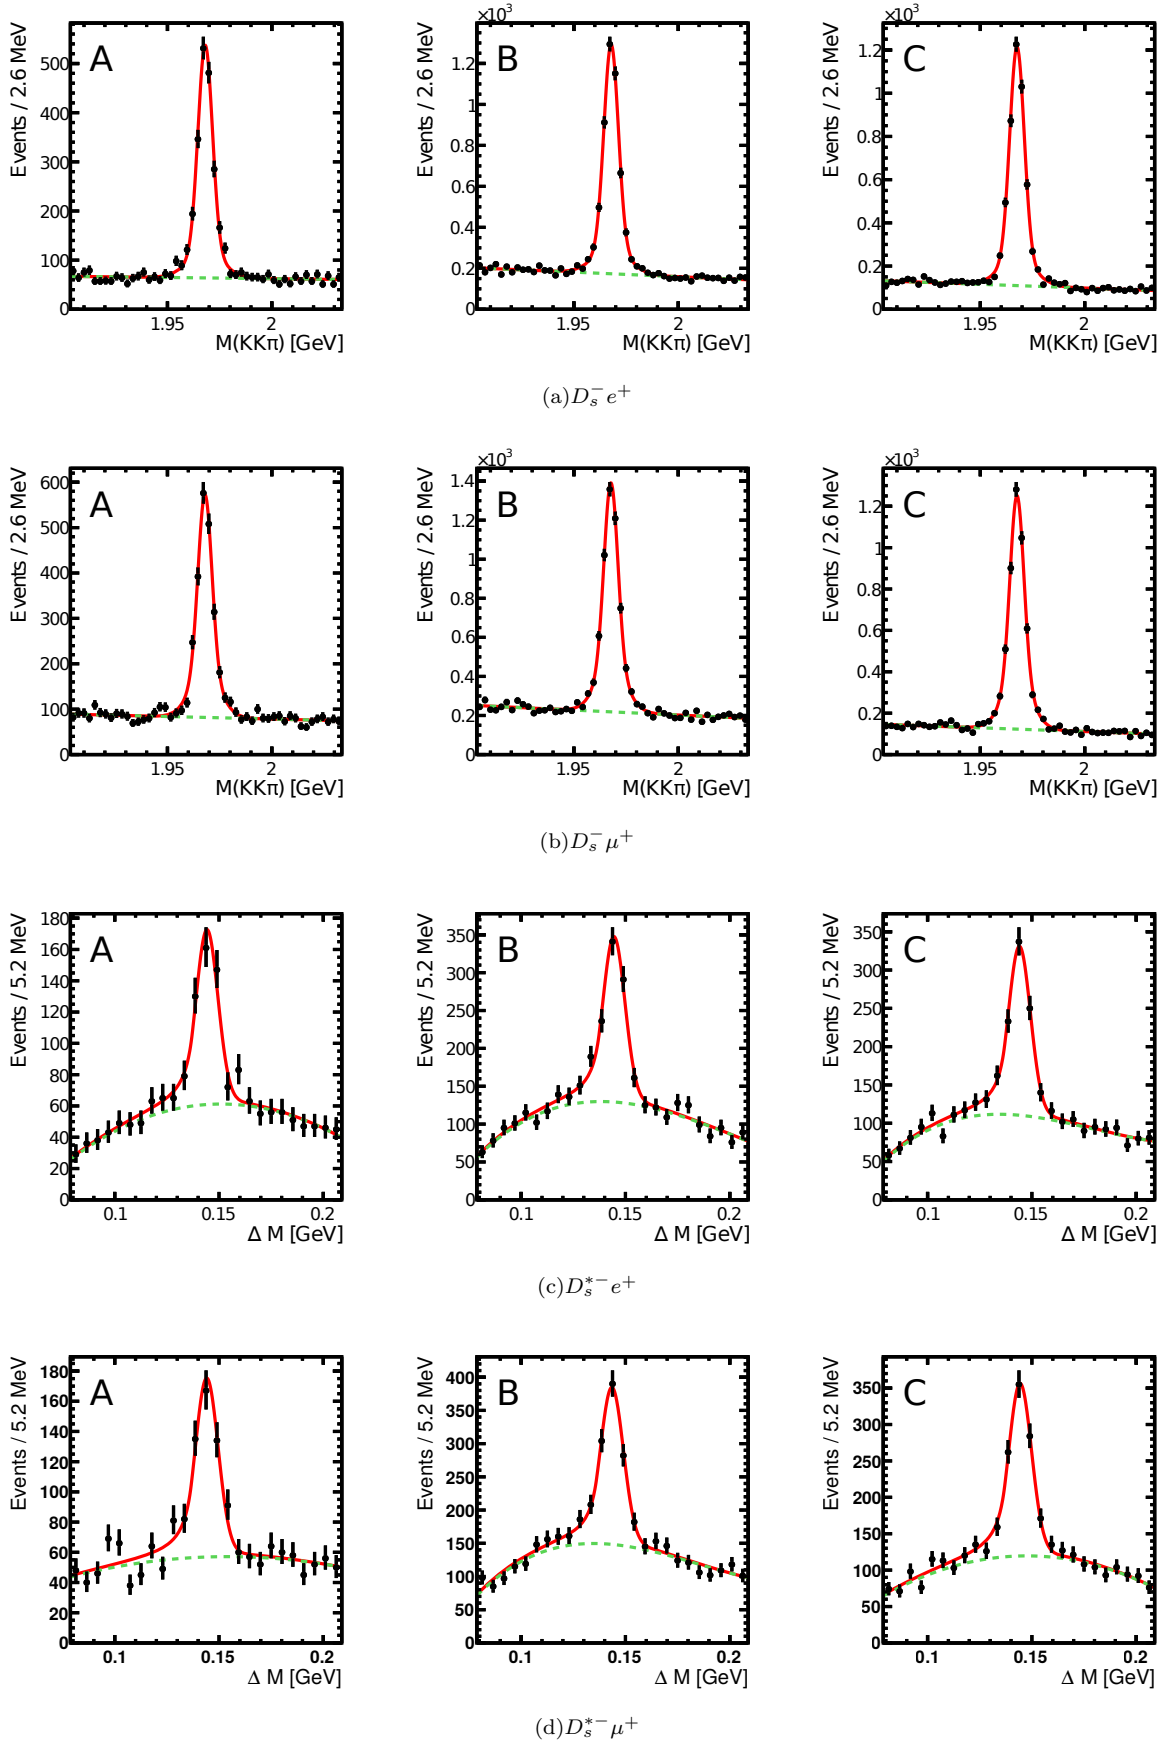 ×10³ ×10³
Events / 2.6 MeV Events / 2.6 MeV Events / 2.6 MeV
A B C
500 400 300 200 100 0
1.2 1 0.8 0.6 0.4 0.2 0
1.2 1 0.8 0.6 0.4 0.2 0
1.95 2 1.95 2 1.95 2
M(KKπ) [GeV] M(KKπ) [GeV] M(KKπ) [GeV]
(a)D_s^- e^+
×10³ ×10³
Events / 2.6 MeV Events / 2.6 MeV Events / 2.6 MeV
A B C
600 500 400 300 200 100 0
1.4 1.2 1 0.8 0.6 0.4 0.2 0
1.2 1 0.8 0.6 0.4 0.2 0
1.95 2 1.95 2 1.95 2
M(KKπ) [GeV] M(KKπ) [GeV] M(KKπ) [GeV]
(b)D_s^- μ^+
Events / 5.2 MeV Events / 5.2 MeV Events / 5.2 MeV
A B C
180 160 140 120 100 80 60 40 20 0
350 300 250 200 150 100 50 0
350 300 250 200 150 100 50 0
0.1 0.15 0.2 0.1 0.15 0.2 0.1 0.15 0.2
Δ M [GeV] Δ M [GeV] Δ M [GeV]
(c)D_s^{*-} e^+
Events / 5.2 MeV Events / 5.2 MeV Events / 5.2 MeV
A B C
180 160 140 120 100 80 60 40 20 0
400 350 300 250 200 150 100 50 0
350 300 250 200 150 100 50 0
0.1 0.15 0.2 0.1 0.15 0.2 0.1 0.15 0.2
Δ M [GeV] Δ M [GeV] Δ M [GeV]
(d)D_s^{*-} μ^+